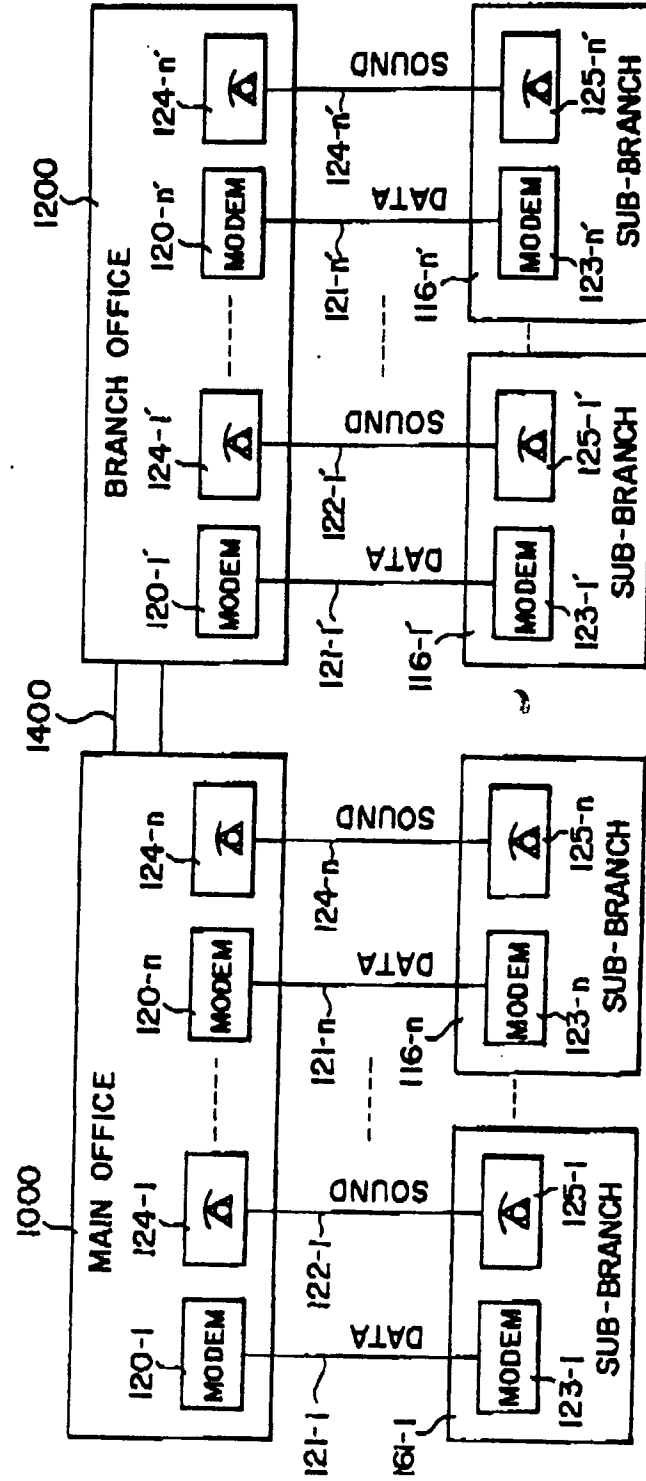 1000
MAIN OFFICE
120-1
MODEM
124-1
120-n
MODEM
124-n
1400
1200
BRANCH OFFICE
120-1'
MODEM
124-1'
120-n'
MODEM
124-n'
121-1
DATA
122-1
SOUND
121-n
DATA
124-n
SOUND
121-1'
DATA
122-1'
SOUND
121-n'
DATA
124-n'
SOUND
161-1
MODEM
123-1
125-1
SUB-BRANCH
116-n
MODEM
123-n
125-n
SUB-BRANCH
116-1'
MODEM
123-1'
125-1'
SUB-BRANCH
116-n'
MODEM
123-n'
125-n'
SUB-BRANCH